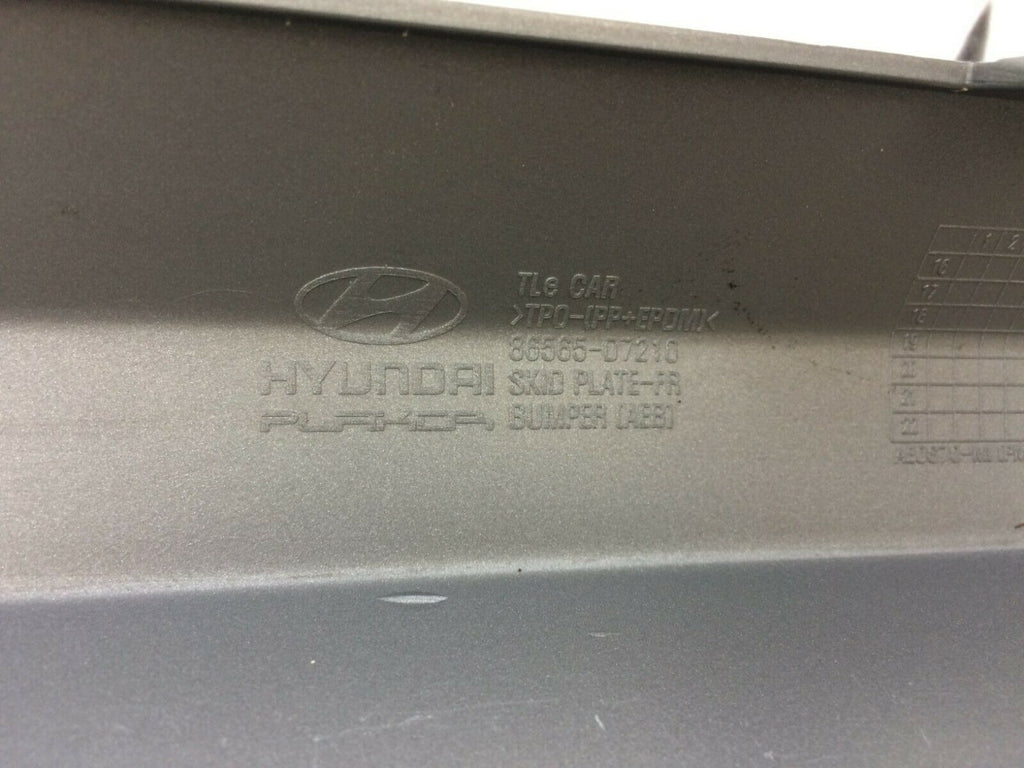 TLe CAR
>TPO-(PP+EPDM)<
86565-D7210
HYUNDAI SKID PLATE-FR
PLAKOR BUMPER (AEB)
1 2
16
17
18
19
20
21
22